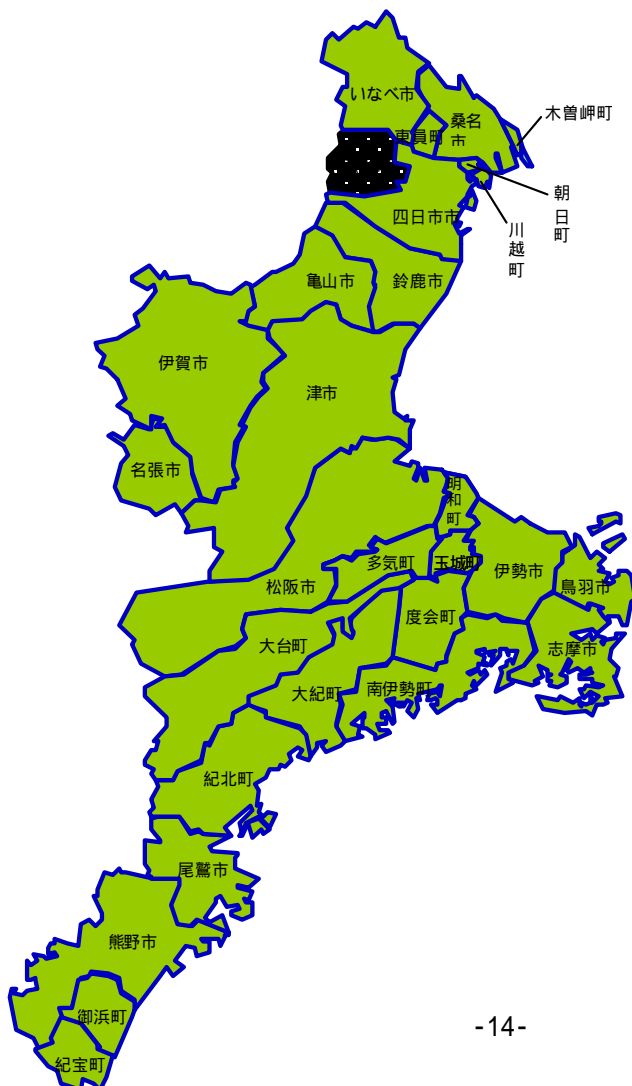 いなべ市
桑名
市
東員町
木曽岬町
朝
日
町
川
越
町
四日市市
亀山市
鈴鹿市
伊賀市
津市
名張市
明
和
町
多気町
玉城町
伊勢市
鳥羽市
松阪市
度会町
志摩市
大台町
大紀町
南伊勢町
紀北町
尾鷲市
熊野市
御浜町
紀宝町
-14-